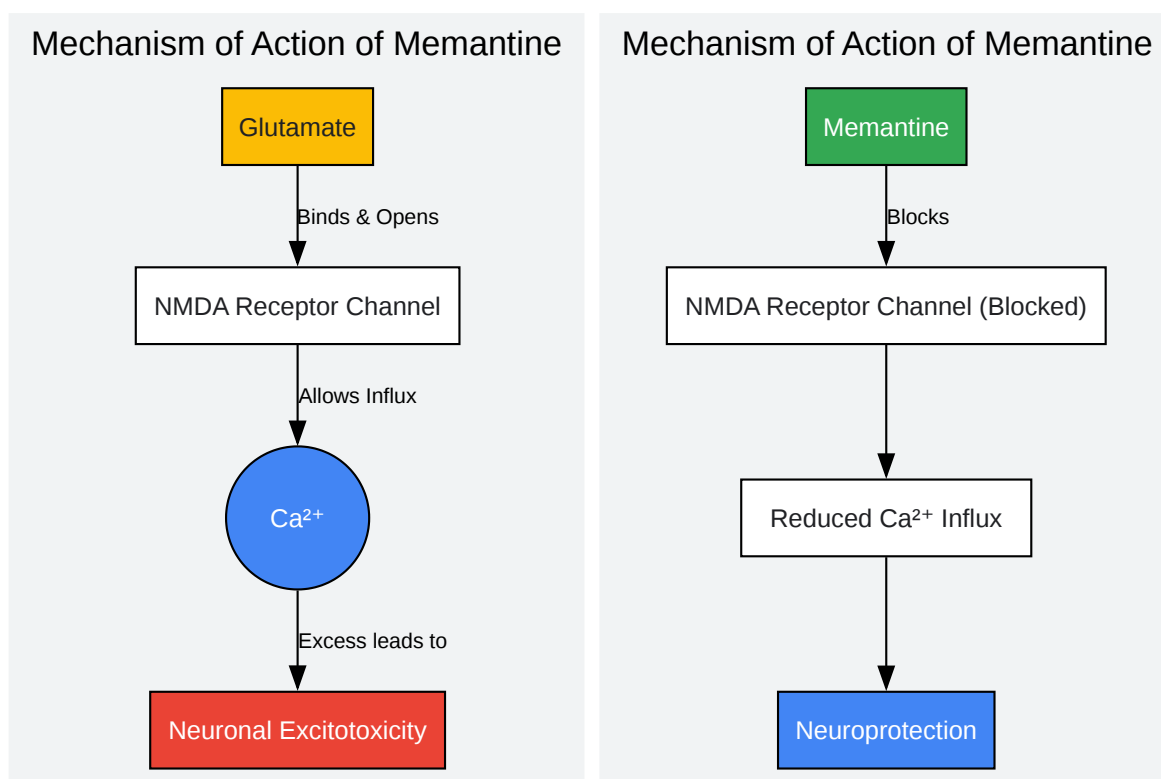 Mechanism of Action of Memantine
Glutamate
Binds & Opens
NMDA Receptor Channel
Allows Influx
Ca²⁺
Excess leads to
Neuronal Excitotoxicity
Mechanism of Action of Memantine
Memantine
Blocks
NMDA Receptor Channel (Blocked)
Reduced Ca²⁺ Influx
Neuroprotection